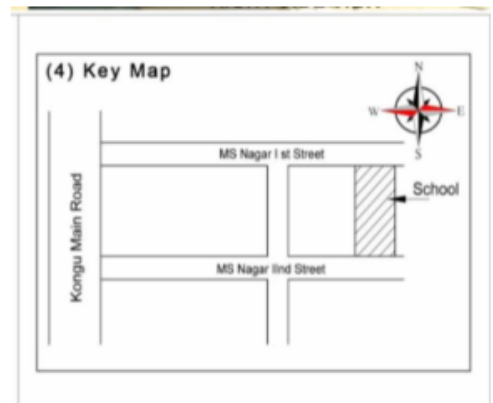 (4) Key Map
N
W
E
S
MS Nagar I st Street
School
Kongu Main Road
MS Nagar IInd Street